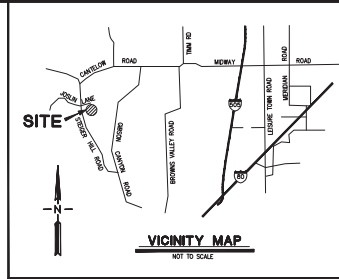 TIMM RD
CANTELOW ROAD
MIDWAY ROAD
MERIDIAN ROAD
JOSLIN LANE
SITE
STEIGER HILL ROAD
GIBSON CANYON ROAD
BROWNS VALLEY ROAD
505
LEISURE TOWN ROAD
80
N
VICINITY MAP
NOT TO SCALE